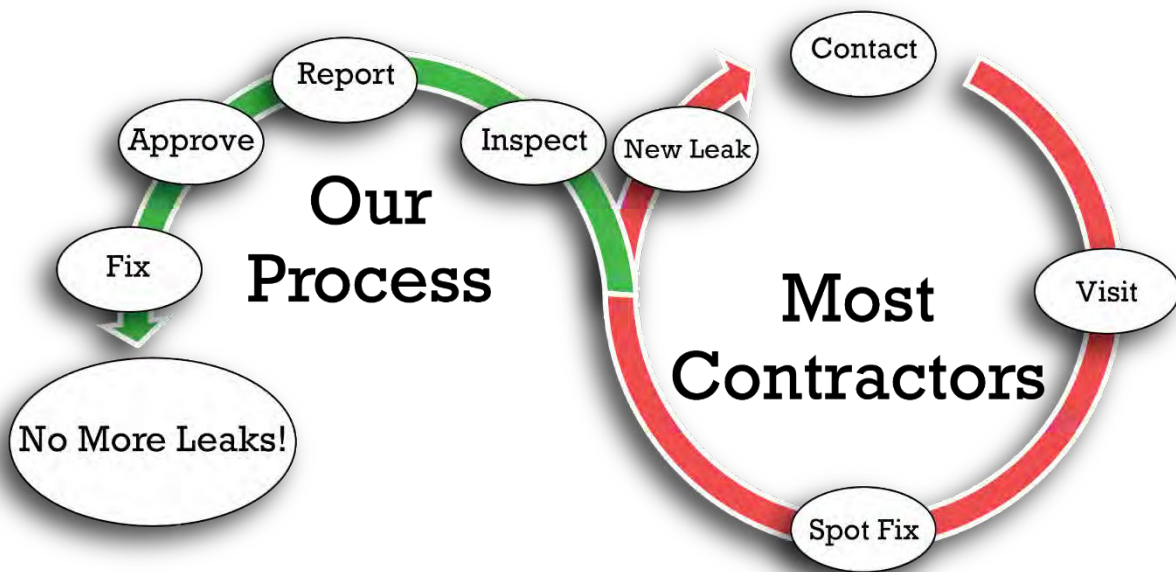 Contact
Report
Approve
Inspect
New Leak
Our
Process
Fix
Most
Contractors
Visit
No More Leaks!
Spot Fix